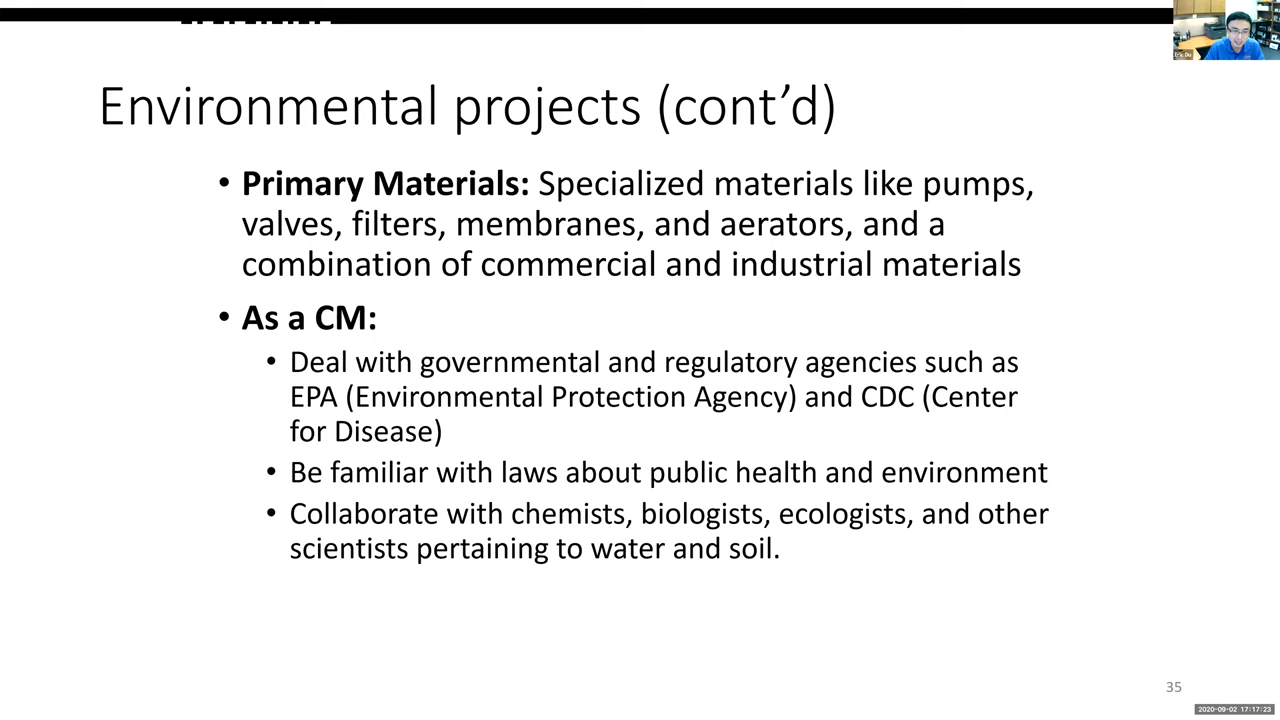 Environmental projects (cont’d)
• Primary Materials: Specialized materials like pumps,
valves, filters, membranes, and aerators, and a
combination of commercial and industrial materials
• As a CM:
• Deal with governmental and regulatory agencies such as
EPA (Environmental Protection Agency) and CDC (Center
for Disease)
• Be familiar with laws about public health and environment
• Collaborate with chemists, biologists, ecologists, and other
scientists pertaining to water and soil.
35
Eric Du
2020-09-02 17:17:23